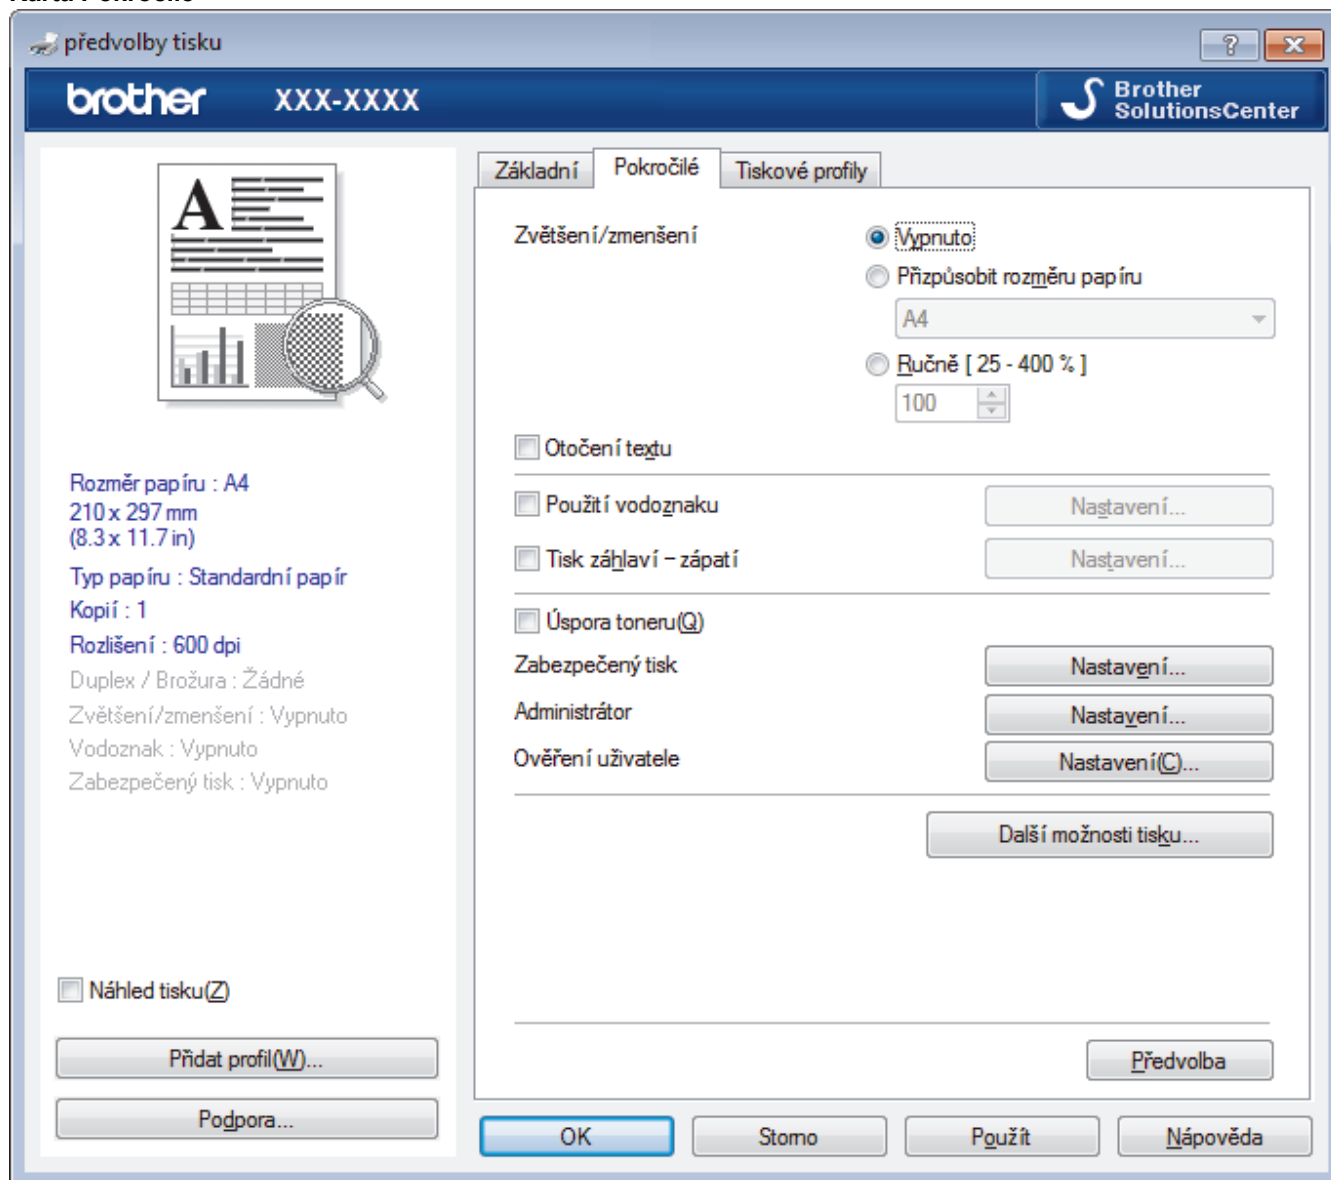 předvolby tisku
brother XXX-XXXX
Brother
SolutionsCenter
Základní Pokročilé Tiskové profily
A
Rozměr papíru : A4
210 x 297 mm
(8.3 x 11.7 in)
Typ papíru : Standardní papír
Kopií : 1
Rozlišení : 600 dpi
Duplex / Brožura : Žádné
Zvětšení/zmenšení : Vypnuto
Vodoznak : Vypnuto
Zabezpečený tisk : Vypnuto
Náhled tisku(Z)
Přidat profil(W)...
Podpora...
Zvětšení/zmenšení
Vypnuto
Přizpůsobit rozměru papíru
A4
Ručně [ 25 - 400 % ]
100
Otočení textu
Použití vodoznaku Nastavení...
Tisk záhlaví – zápatí Nastavení...
Úspora toneru(Q)
Zabezpečený tisk Nastavení...
Administrátor Nastavení...
Ověření uživatele Nastavení(C)...
Další možnosti tisku...
Předvolba
OK Storno Použít Nápověda